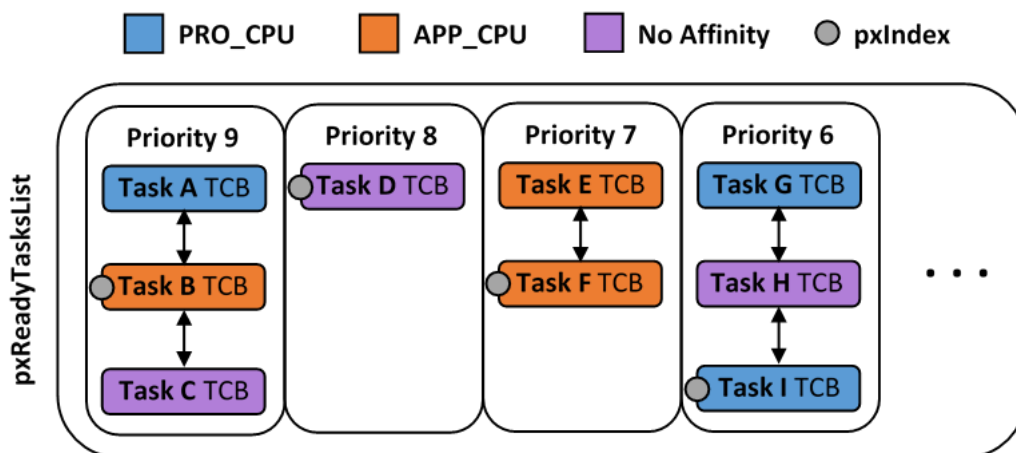 PRO_CPU APP_CPU No Affinity pxIndex
pxReadyTasksList
Priority 9 Priority 8 Priority 7 Priority 6
Task A TCB Task D TCB Task E TCB Task G TCB
Task B TCB Task F TCB Task H TCB
...
Task C TCB Task I TCB